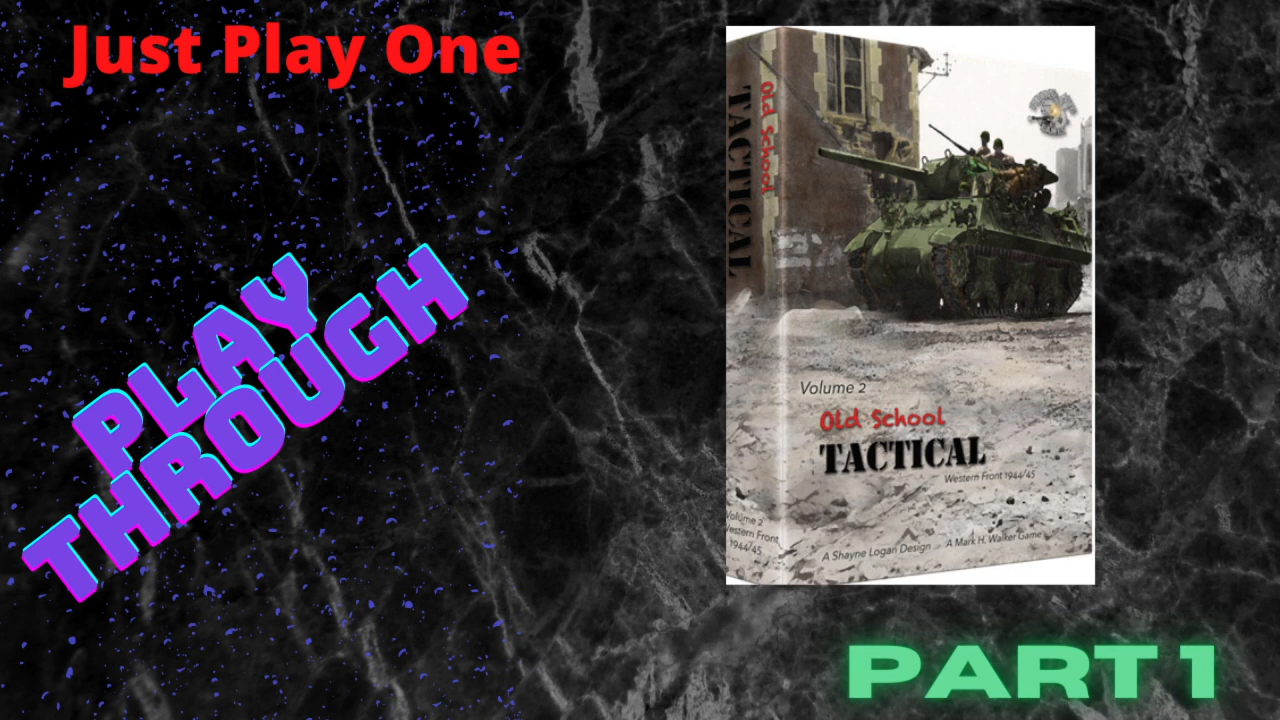 Just Play One
PLAY
THROUGH
Old School
TACTICAL
Volume 2
Western Front
1944/45
Volume 2
Old School
TACTICAL
Western Front 1944/45
A Shayne Logan Design
A Mark H. Walker Game
PART 1